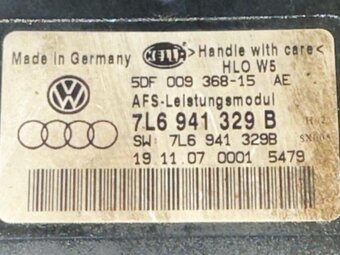 Made in Germany
HELLA
>Handle with care<
HLO W5
5DF 009 368-15 AE
AFS-Leistungsmodul
7L6 941 329 B
SW: 7L6 941 329B
19 11.07 0001 5479